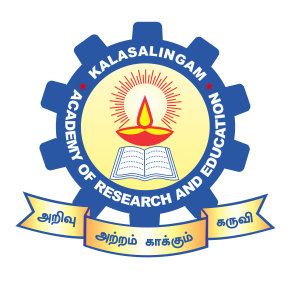 KALASALINGAM
ACADEMY OF RESEARCH AND EDUCATION
அறிவு அற்றம் காக்கும் கருவி